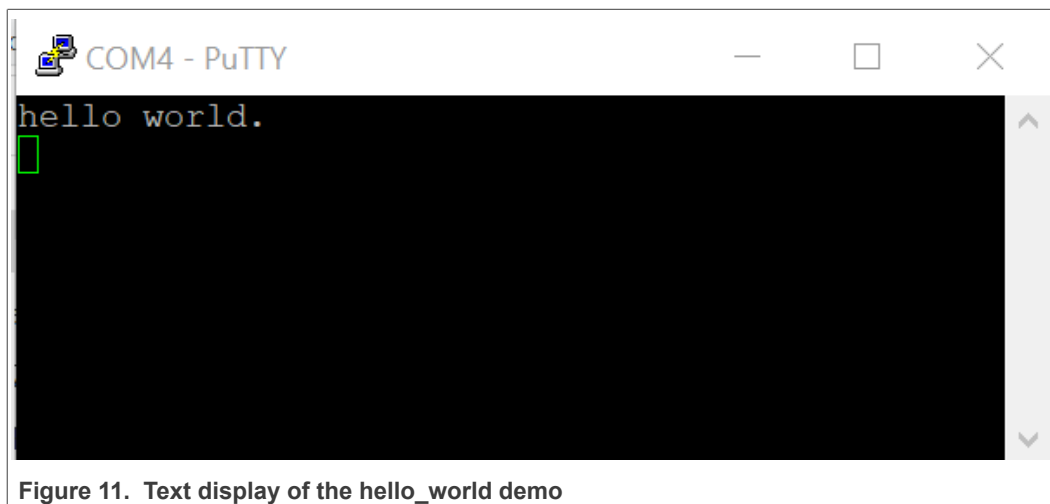 COM4 - PuTTY
hello world.
Figure 11. Text display of the hello_world demo